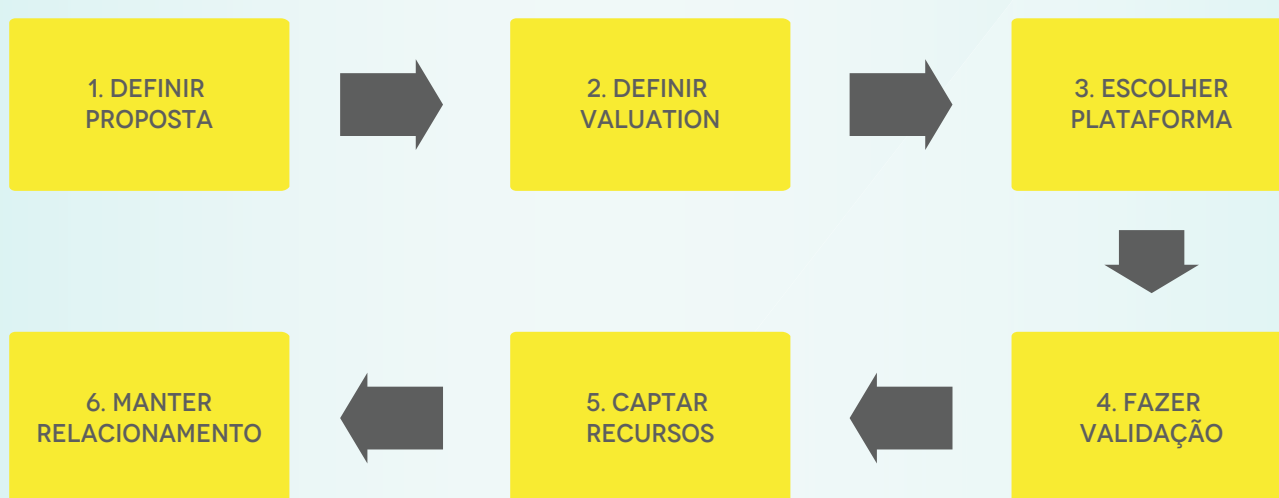 1. DEFINIR
PROPOSTA
2. DEFINIR
VALUATION
3. ESCOLHER
PLATAFORMA
4. FAZER
VALIDAÇÃO
5. CAPTAR
RECURSOS
6. MANTER
RELACIONAMENTO